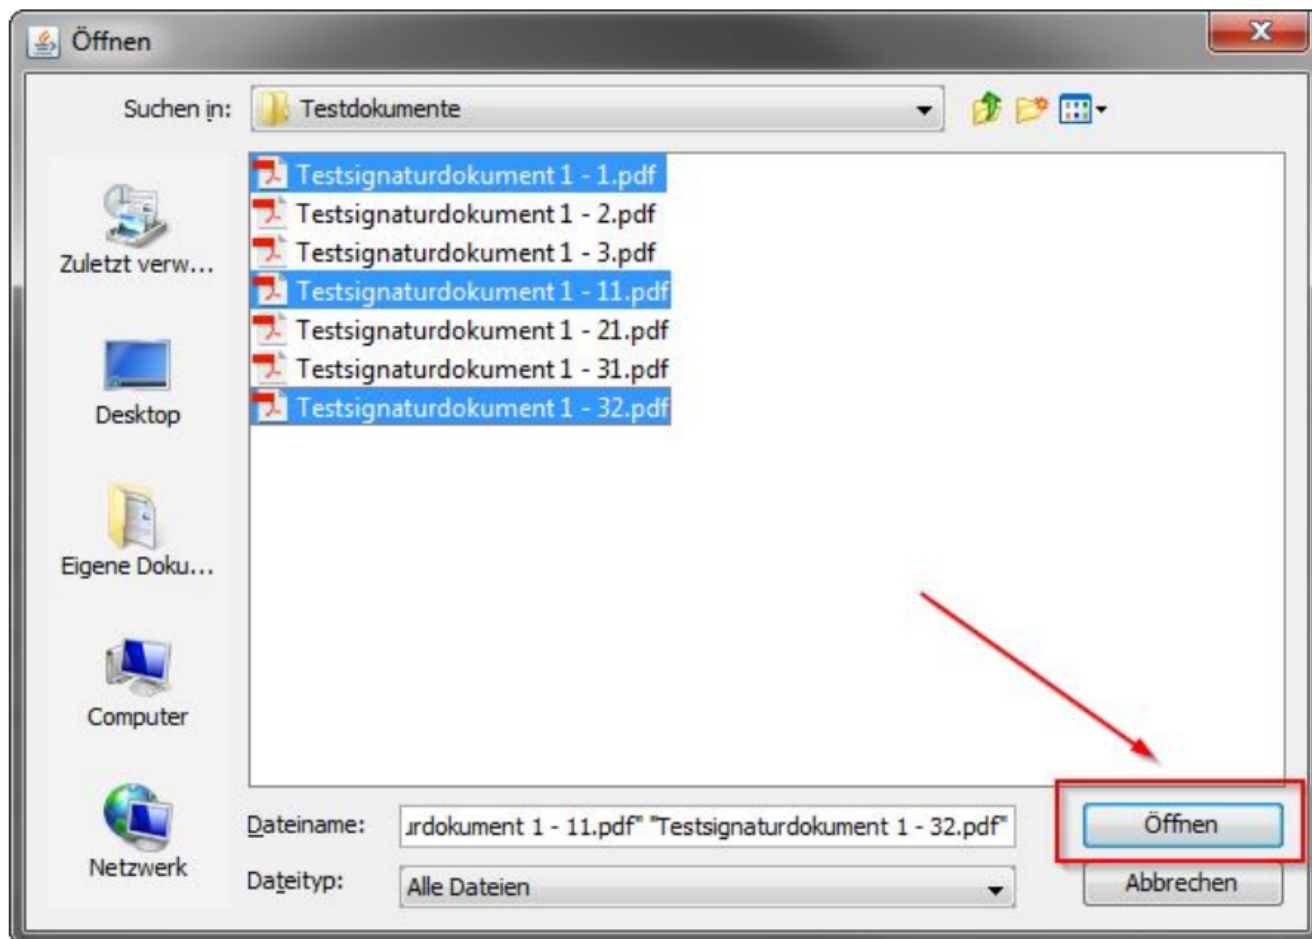 Öffnen
X
Suchen in:
Testdokumente
Testsignaturdokument 1 - 1.pdf
Testsignaturdokument 1 - 2.pdf
Testsignaturdokument 1 - 3.pdf
Testsignaturdokument 1 - 11.pdf
Testsignaturdokument 1 - 21.pdf
Testsignaturdokument 1 - 31.pdf
Testsignaturdokument 1 - 32.pdf
Zuletzt verw...
Desktop
Eigene Doku...
Computer
Netzwerk
Dateiname:
rdokument 1 - 11.pdf" "Testsignaturdokument 1 - 32.pdf"
Öffnen
Dateityp:
Alle Dateien
Abbrechen